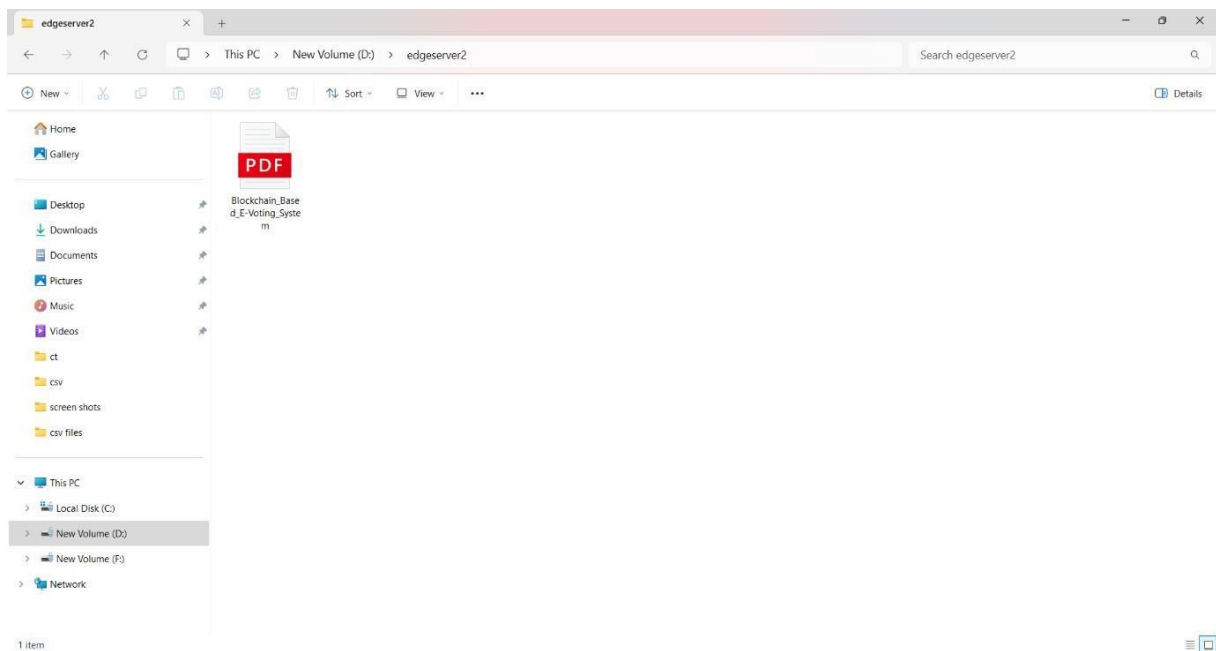 edgeserver2
This PC > New Volume (D:) > edgeserver2
Search edgeserver2
New
Sort
View
Details
Home
Gallery
PDF
Blockchain_Base
d_E-Voting_Syste
m
Desktop
Downloads
Documents
Pictures
Music
Videos
ct
csv
screen shots
csv files
This PC
Local Disk (C:)
New Volume (D:)
New Volume (F:)
Network
1 item